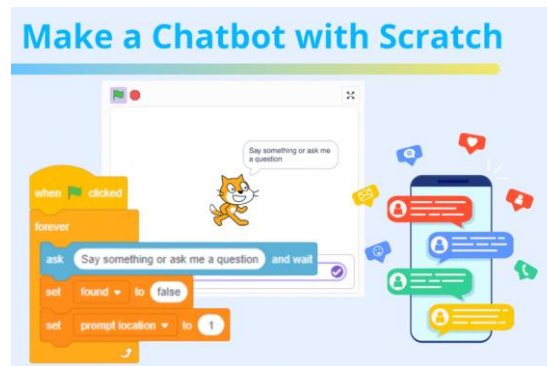 Make a Chatbot with Scratch
Say something or ask me
a question
when clicked
forever
ask Say something or ask me a question and wait
set found to false
set prompt location to 1